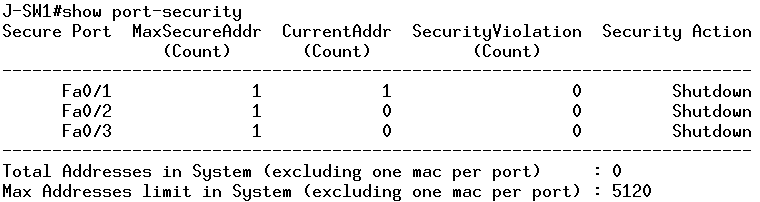 J-SW1#show port-security
Secure Port  MaxSecureAddr  CurrentAddr  SecurityViolation  Security Action
                (Count)       (Count)          (Count)
---------------------------------------------------------------------------
      Fa0/1              1            1                  0         Shutdown
      Fa0/2              1            0                  0         Shutdown
      Fa0/3              1            0                  0         Shutdown
---------------------------------------------------------------------------
Total Addresses in System (excluding one mac per port)     : 0
Max Addresses limit in System (excluding one mac per port) : 5120